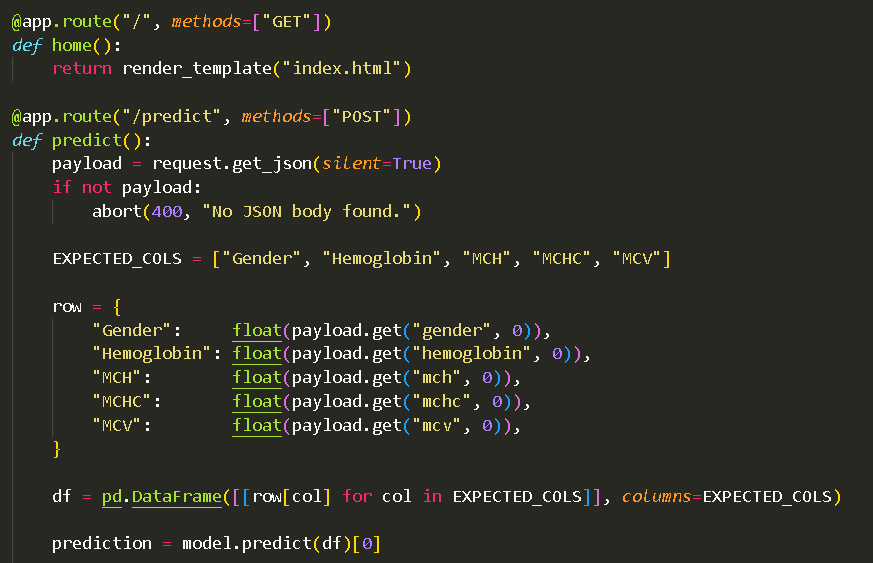 @app.route("/", methods=["GET"])
def home():
    return render_template("index.html")

@app.route("/predict", methods=["POST"])
def predict():
    payload = request.get_json(silent=True)
    if not payload:
        abort(400, "No JSON body found.")

    EXPECTED_COLS = ["Gender", "Hemoglobin", "MCH", "MCHC", "MCV"]

    row = {
        "Gender":     float(payload.get("gender", 0)),
        "Hemoglobin": float(payload.get("hemoglobin", 0)),
        "MCH":        float(payload.get("mch", 0)),
        "MCHC":       float(payload.get("mchc", 0)),
        "MCV":        float(payload.get("mcv", 0)),
    }

    df = pd.DataFrame([[row[col] for col in EXPECTED_COLS]], columns=EXPECTED_COLS)

    prediction = model.predict(df)[0]